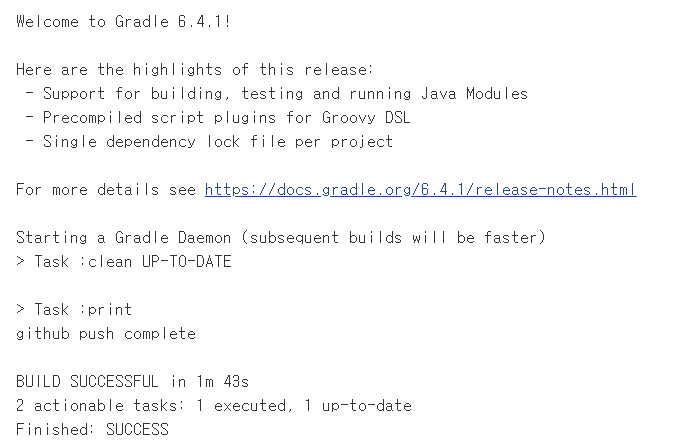 Welcome to Gradle 6.4.1!
Here are the highlights of this release:
- Support for building, testing and running Java Modules
- Precompiled script plugins for Groovy DSL
- Single dependency lock file per project
For more details see https://docs.gradle.org/6.4.1/release-notes.html
Starting a Gradle Daemon (subsequent builds will be faster)
> Task :clean UP-TO-DATE
> Task :print
github push complete
BUILD SUCCESSFUL in 1m 43s
2 actionable tasks: 1 executed, 1 up-to-date
Finished: SUCCESS